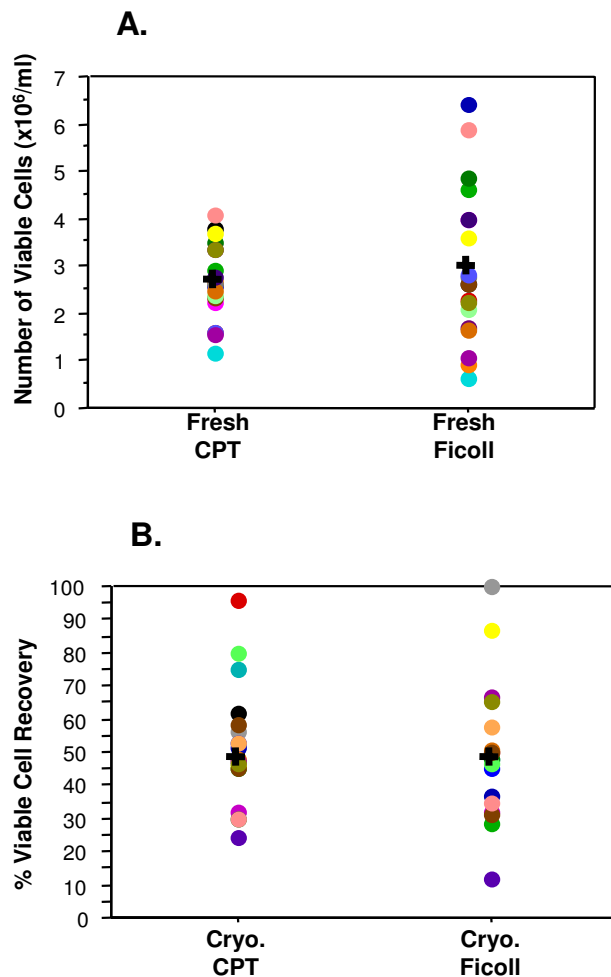 A.
Number of Viable Cells (x10⁶/ml)
7
6
5
4
3
2
1
0
Fresh
CPT
Fresh
Ficoll
B.
% Viable Cell Recovery
100
90
80
70
60
50
40
30
20
10
0
Cryo.
CPT
Cryo.
Ficoll